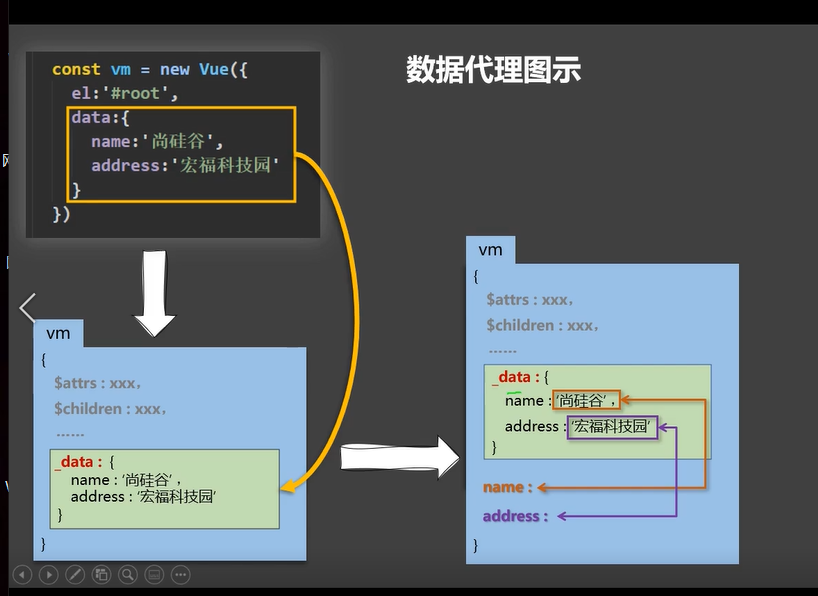 数据代理图示
const vm = new Vue({
el:'#root',
data:{
name:'尚硅谷',
address:'宏福科技园'
}
})
vm
{
$attrs : xxx,
$children : xxx,
......
_data : {
name : '尚硅谷' ,
address : '宏福科技园'
}
}
vm
{
$attrs : xxx,
$children : xxx,
......
_data : {
name : '尚硅谷' ,
address : '宏福科技园'
}
name :
address :
}